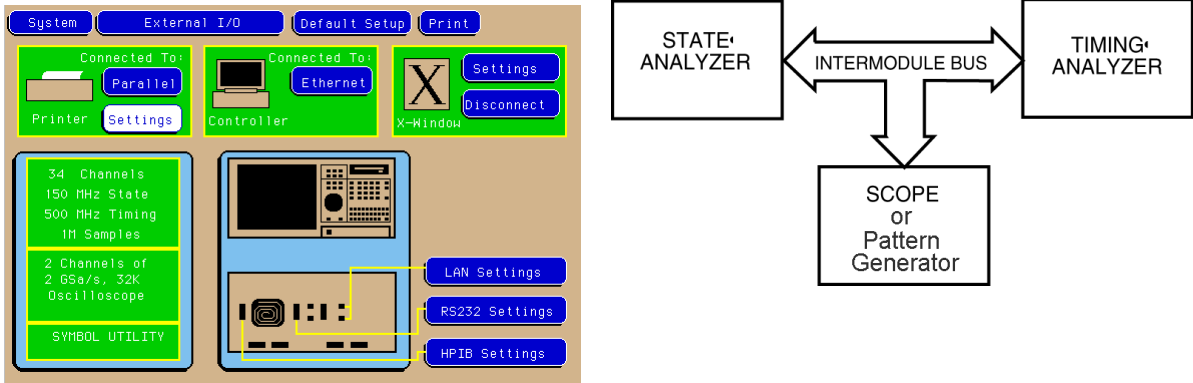 System
External I/O
Default Setup
Print
Connected To:
Parallel
Printer
Settings
Connected To:
Ethernet
Controller
X
Settings
Disconnect
X-Window
34 Channels
150 MHz State
500 MHz Timing
1M Samples
2 Channels of
2 GSa/s, 32K
Oscilloscope
SYMBOL UTILITY
LAN Settings
RS232 Settings
HPIB Settings
STATE
ANALYZER
INTERMODULE BUS
TIMING
ANALYZER
SCOPE
or
Pattern
Generator